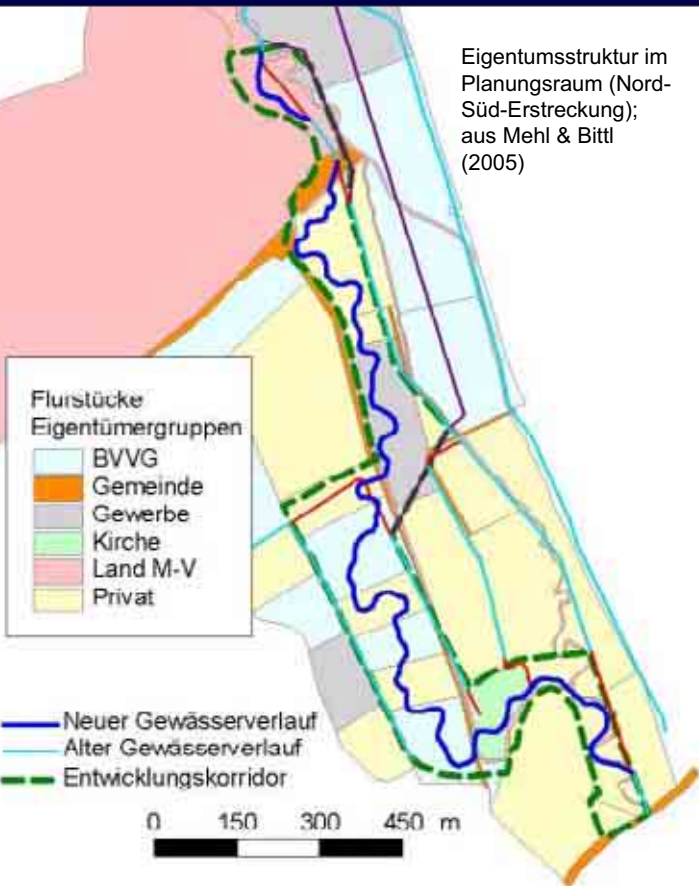 Eigentumsstruktur im
Planungsraum (Nord-
Süd-Erstreckung);
aus Mehl & Bittl
(2005)
Flurstücke
Eigentümergruppen
BVVG
Gemeinde
Gewerbe
Kirche
Land M-V
Privat
Neuer Gewässerverlauf
Alter Gewässerverlauf
Entwicklungskorridor
0 150 300 450 m